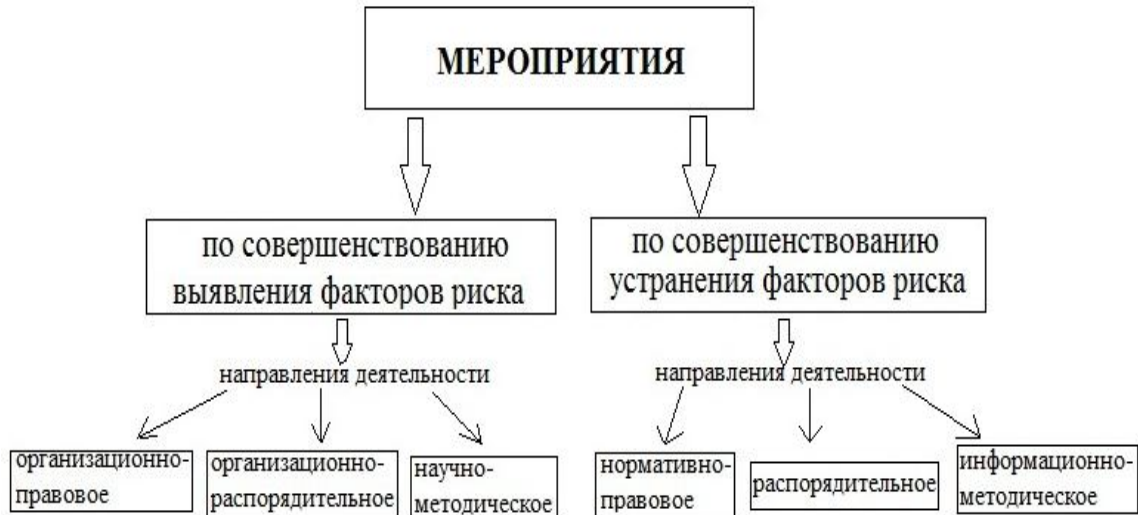 МЕРОПРИЯТИЯ
по совершенствованию
выявления факторов риска
по совершенствованию
устранения факторов риска
направления деятельности
направления деятельности
организационно-
правовое
организационно-
распорядительное
научно-
методическое
нормативно-
правовое
распорядительное
информационно-
методическое